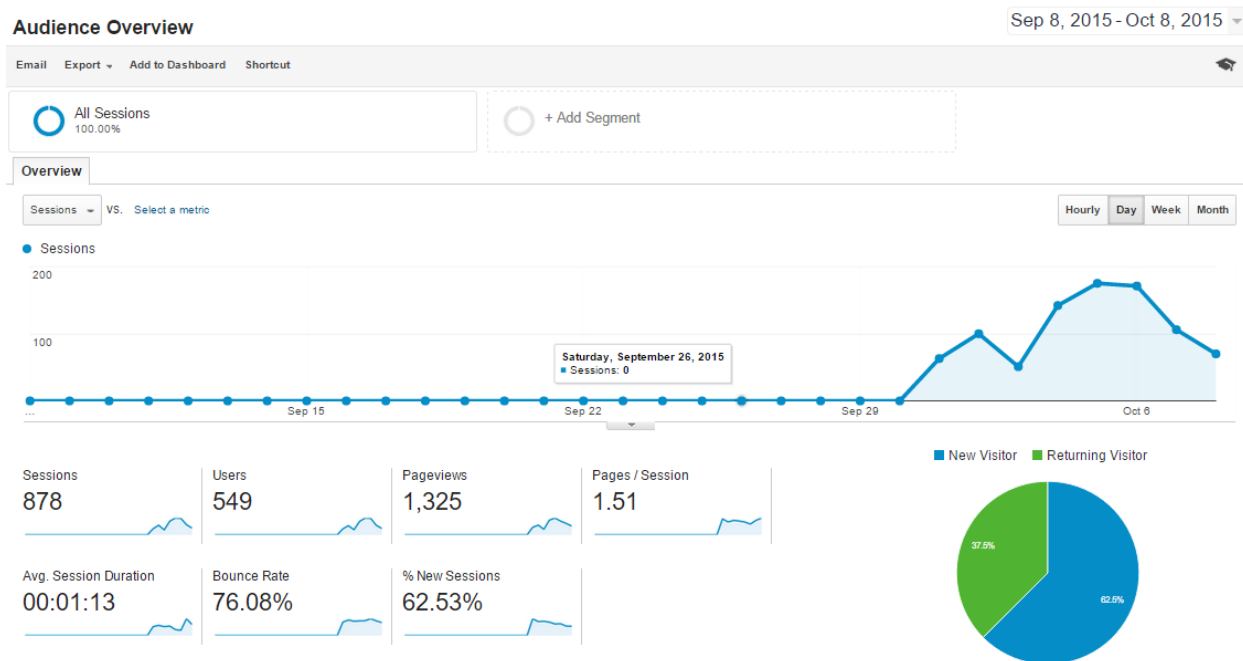 Audience Overview
Sep 8, 2015 - Oct 8, 2015
Email Export Add to Dashboard Shortcut
All Sessions
100.00%
+ Add Segment
Overview
Sessions VS. Select a metric
Hourly Day Week Month
Sessions
200
100
Saturday, September 26, 2015
Sessions: 0
... Sep 15 Sep 22 Sep 29 Oct 6
New Visitor Returning Visitor
Sessions
878
Users
549
Pageviews
1,325
Pages / Session
1.51
Avg. Session Duration
00:01:13
Bounce Rate
76.08%
% New Sessions
62.53%
37.5%
62.5%